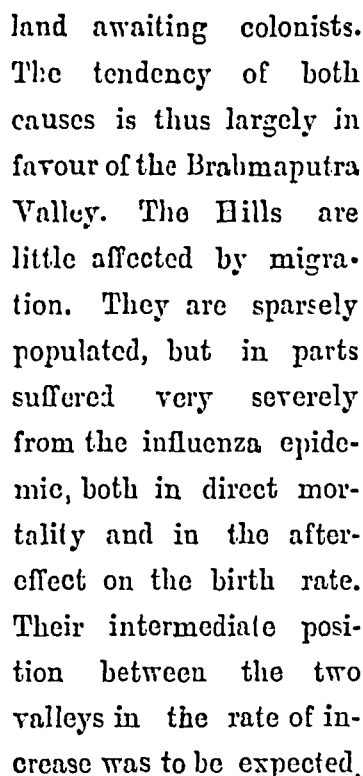 land awaiting colonists.
The tendency of both
causes is thus largely in
favour of the Brahmaputra
Valley. The Hills are
little affected by migra-
tion. They are sparsely
populated, but in parts
suffered very severely
from the influenza epide-
mic, both in direct mor-
tality and in the after-
effect on the birth rate.
Their intermediate posi-
tion between the two
valleys in the rate of in-
crease was to be expected